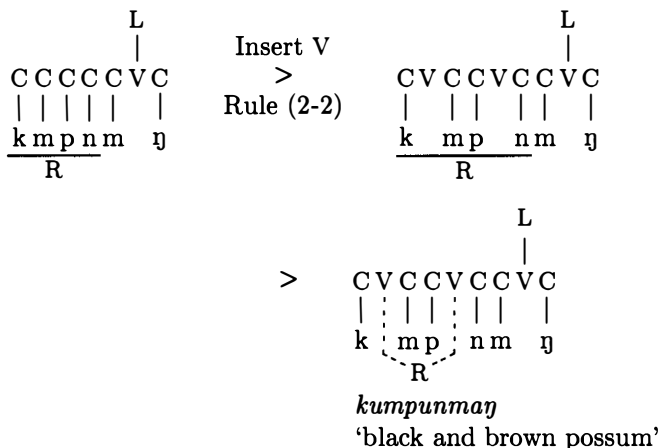 L
C C C C C V C
k m p n m ŋ
R
Insert V
>
Rule (2-2)
L
C V C C V C C V C
k m p n m ŋ
R
>
L
C V C C V C C V C
k m p n m ŋ
R
kumpunmaŋ
‘black and brown possum’